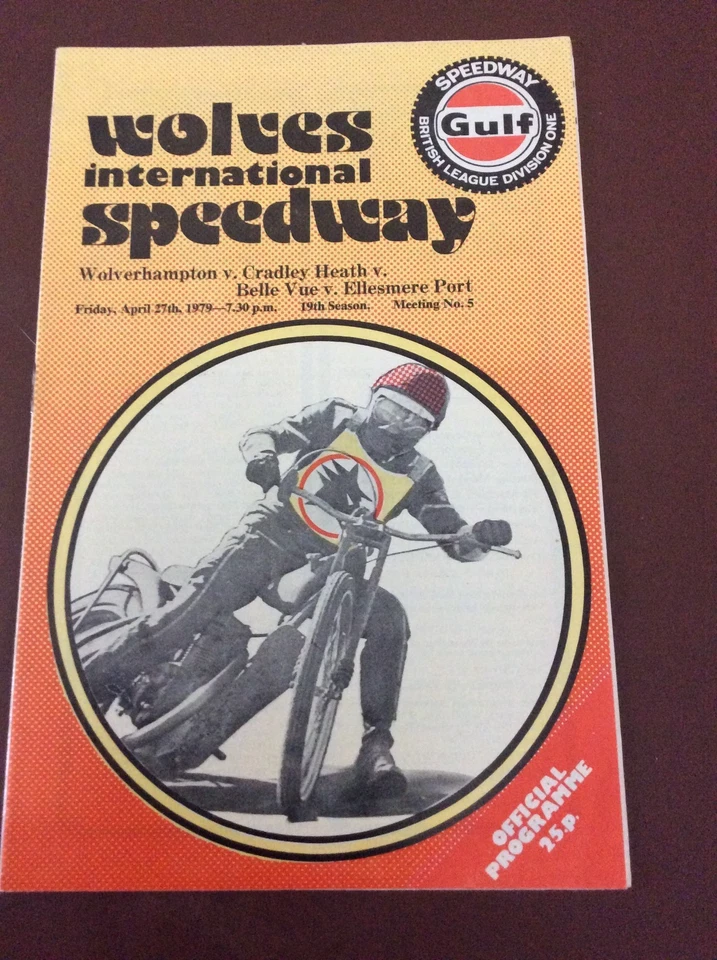 SPEEDWAY
Gulf
BRITISH LEAGUE DIVISION ONE
wolves
international
speedway
Wolverhampton v. Cradley Heath v.
Belle Vue v. Ellesmere Port
Friday, April 27th, 1979—7.30 p.m. 19th Season. Meeting No. 5
OFFICIAL
PROGRAMME
25p.